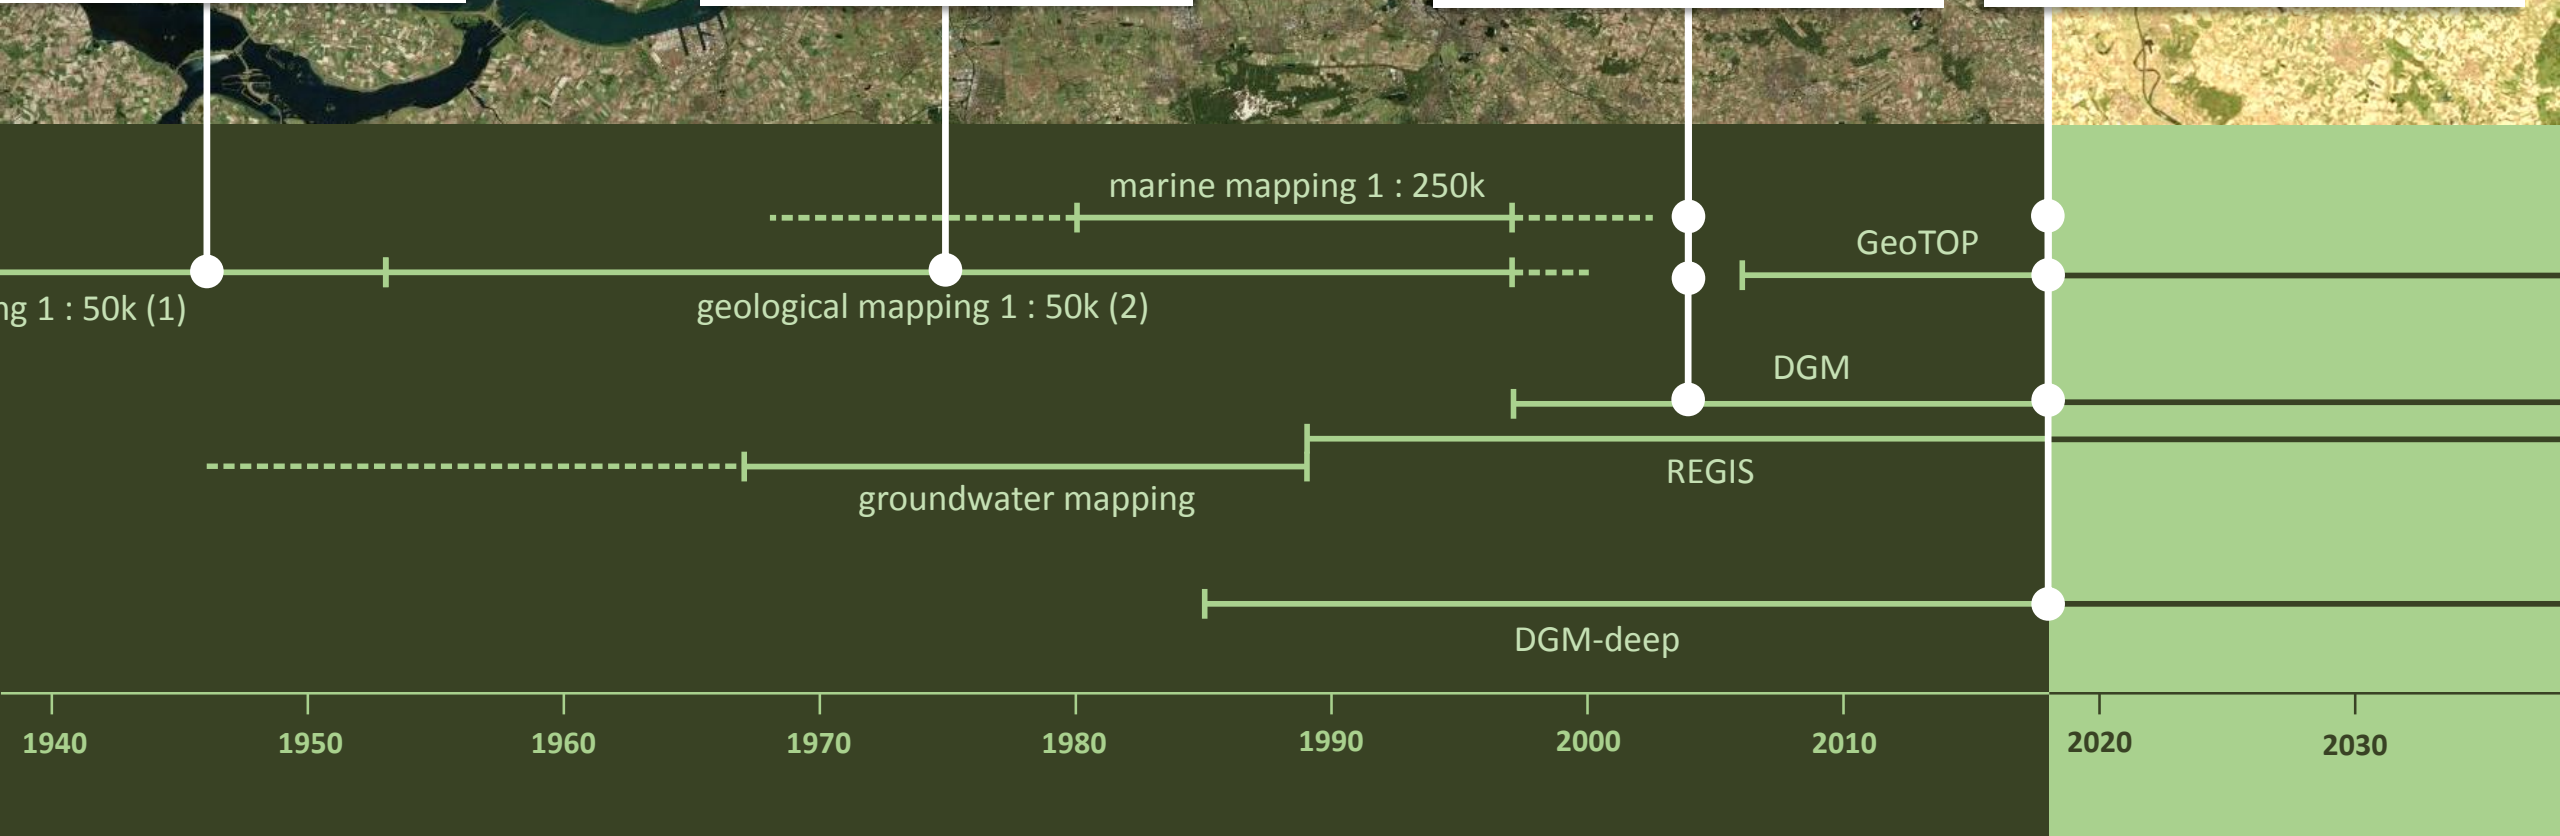 marine mapping 1 : 250k
GeoTOP
ng 1 : 50k (1)
geological mapping 1 : 50k (2)
DGM
REGIS
groundwater mapping
DGM-deep
1940 1950 1960 1970 1980 1990 2000 2010 2020 2030